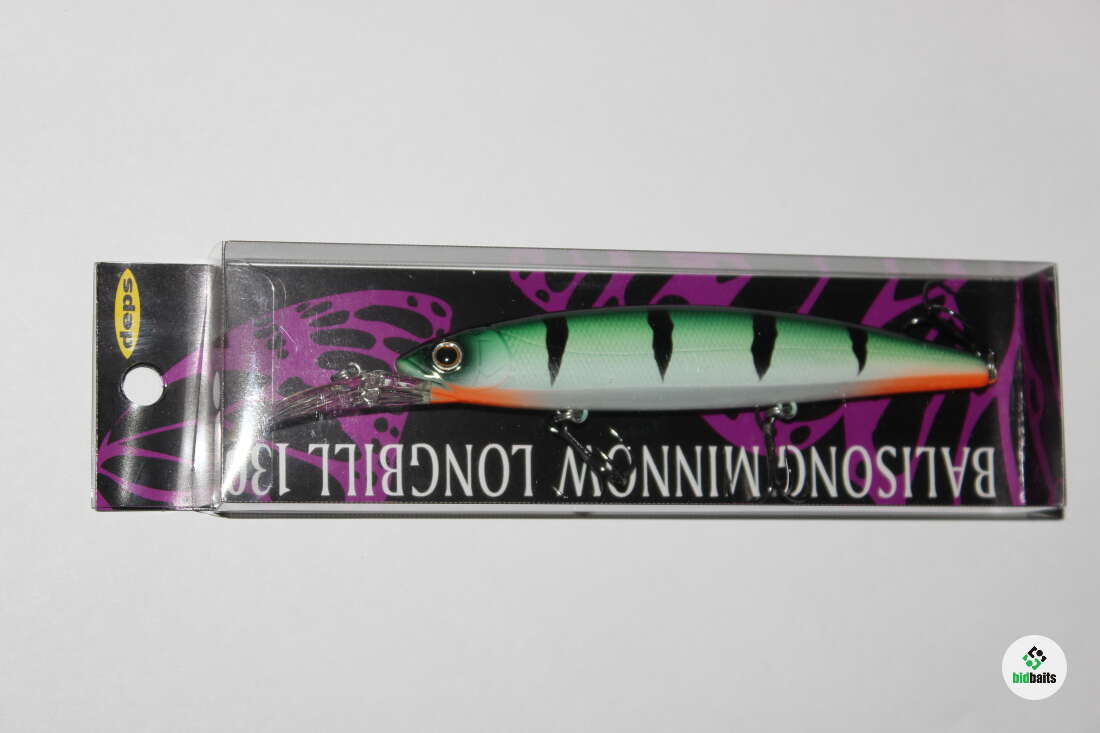 deps
BALISONG MINNOW LONGBILL 130
bidbaits